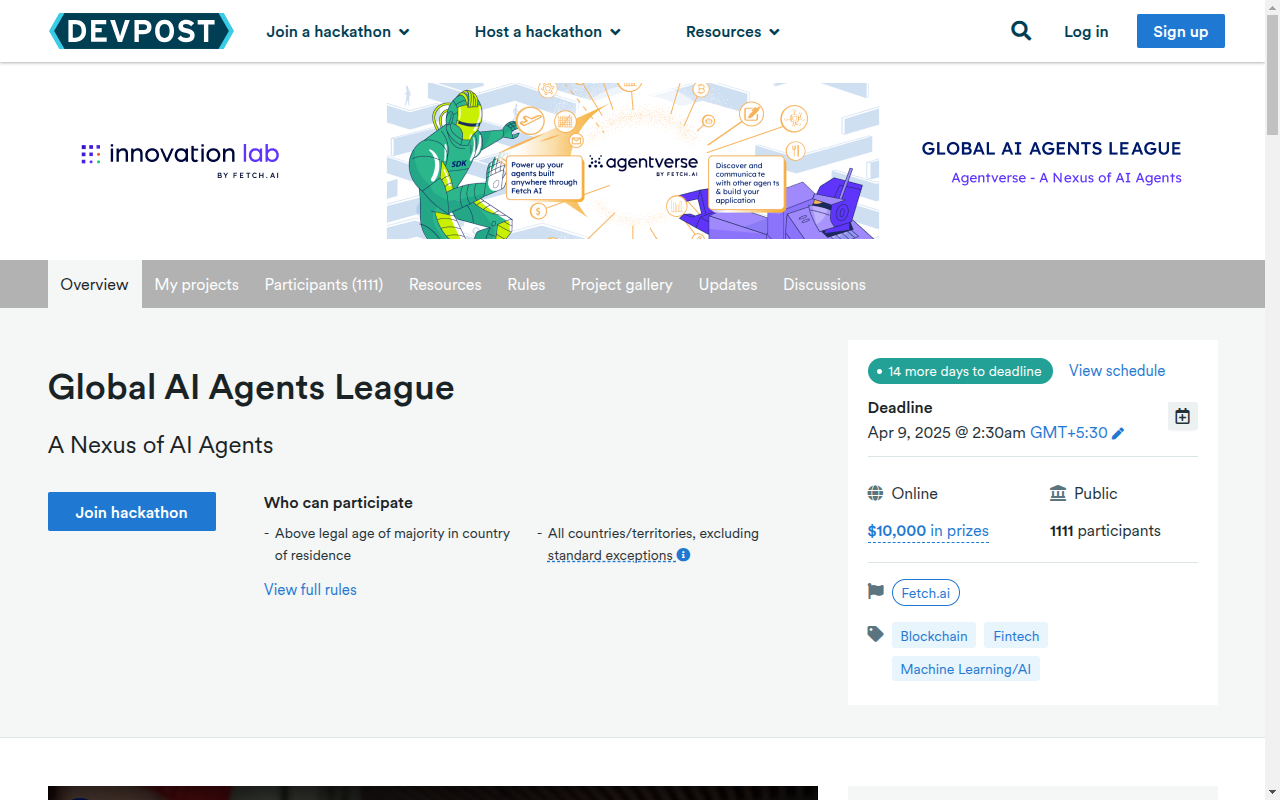 DEVPOST
Join a hackathon
Host a hackathon
Resources
Log in
Sign up
innovation lab
BY FETCH.AI
SDK
Power up your
agents built
anywhere through
Fetch AI
agentverse
BY FETCH.AI
Discover and
communicate
with other agents
& build your
application
GLOBAL AI AGENTS LEAGUE
Agentverse - A Nexus of AI Agents
Overview
My projects
Participants (1111)
Resources
Rules
Project gallery
Updates
Discussions
Global AI Agents League
A Nexus of AI Agents
Join hackathon
Who can participate
- Above legal age of majority in country
of residence
- All countries/territories, excluding
standard exceptions
View full rules
14 more days to deadline
View schedule
Deadline
Apr 9, 2025 @ 2:30am GMT+5:30
Online
Public
$10,000 in prizes
1111 participants
Fetch.ai
Blockchain
Fintech
Machine Learning/AI